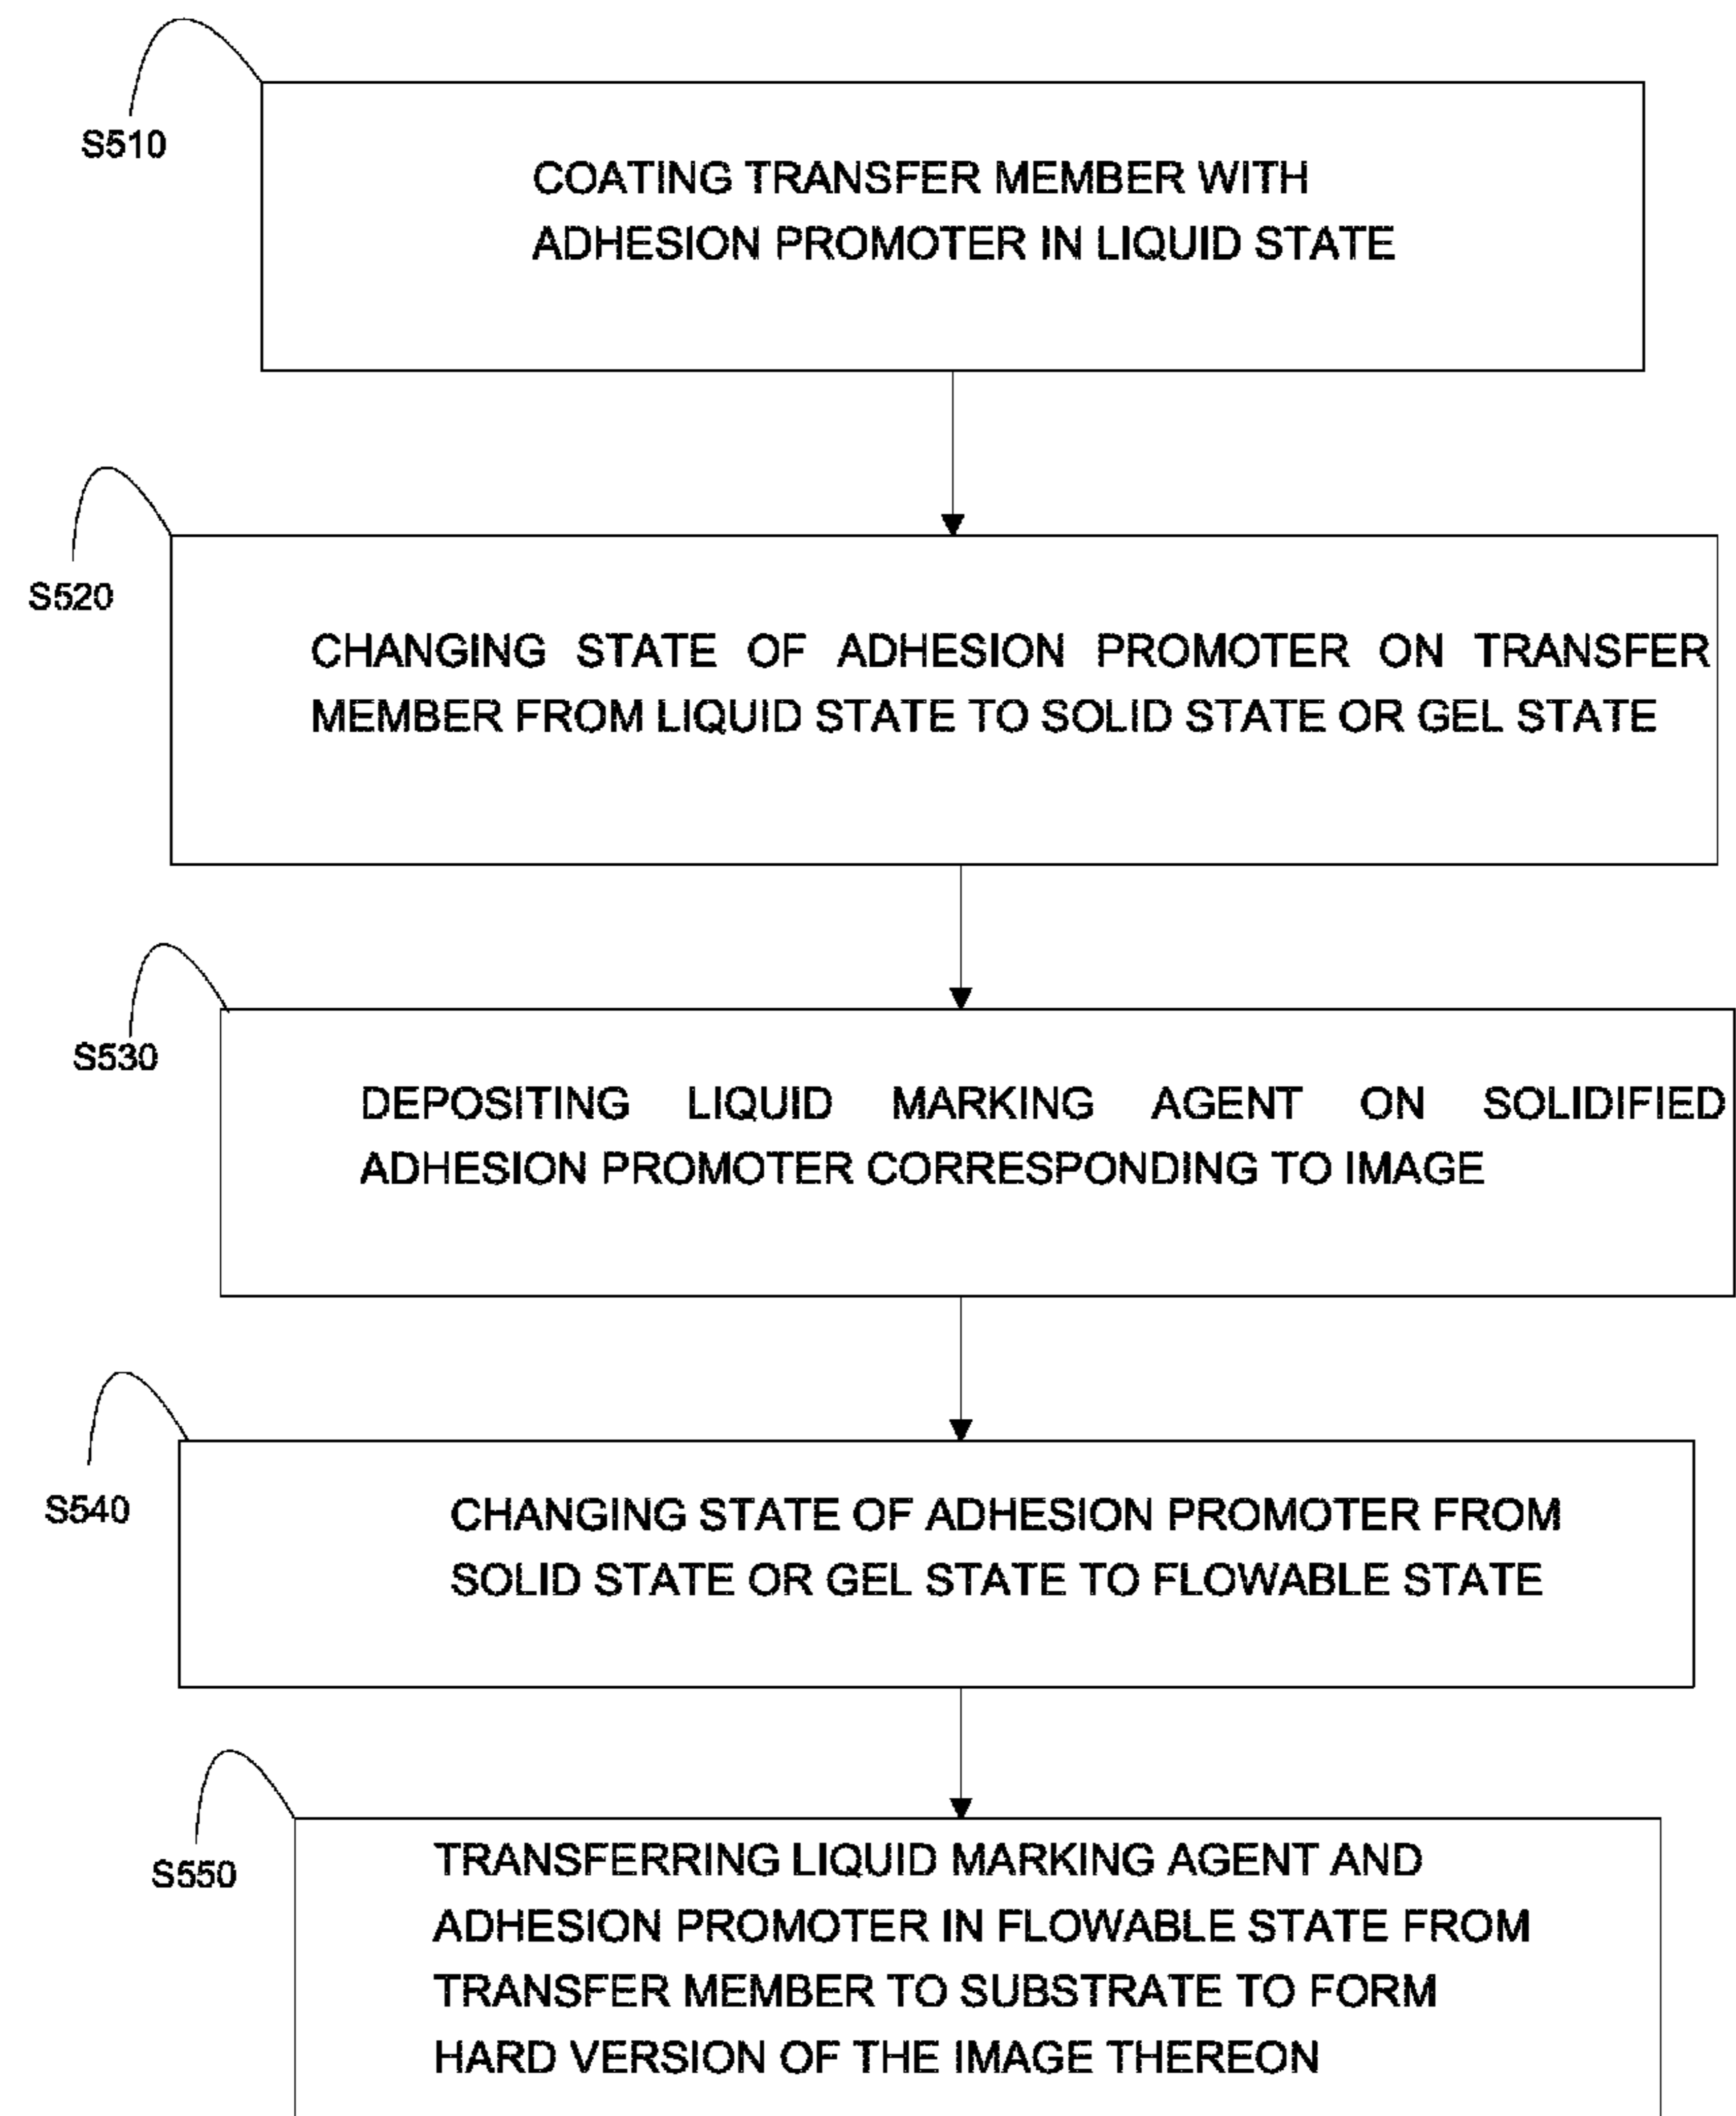 S510
COATING TRANSFER MEMBER WITH
ADHESION PROMOTER IN LIQUID STATE
S520
CHANGING STATE OF ADHESION PROMOTER ON TRANSFER
MEMBER FROM LIQUID STATE TO SOLID STATE OR GEL STATE
S530
DEPOSITING LIQUID MARKING AGENT ON SOLIDIFIED
ADHESION PROMOTER CORRESPONDING TO IMAGE
S540
CHANGING STATE OF ADHESION PROMOTER FROM
SOLID STATE OR GEL STATE TO FLOWABLE STATE
S550
TRANSFERRING LIQUID MARKING AGENT AND
ADHESION PROMOTER IN FLOWABLE STATE FROM
TRANSFER MEMBER TO SUBSTRATE TO FORM
HARD VERSION OF THE IMAGE THEREON